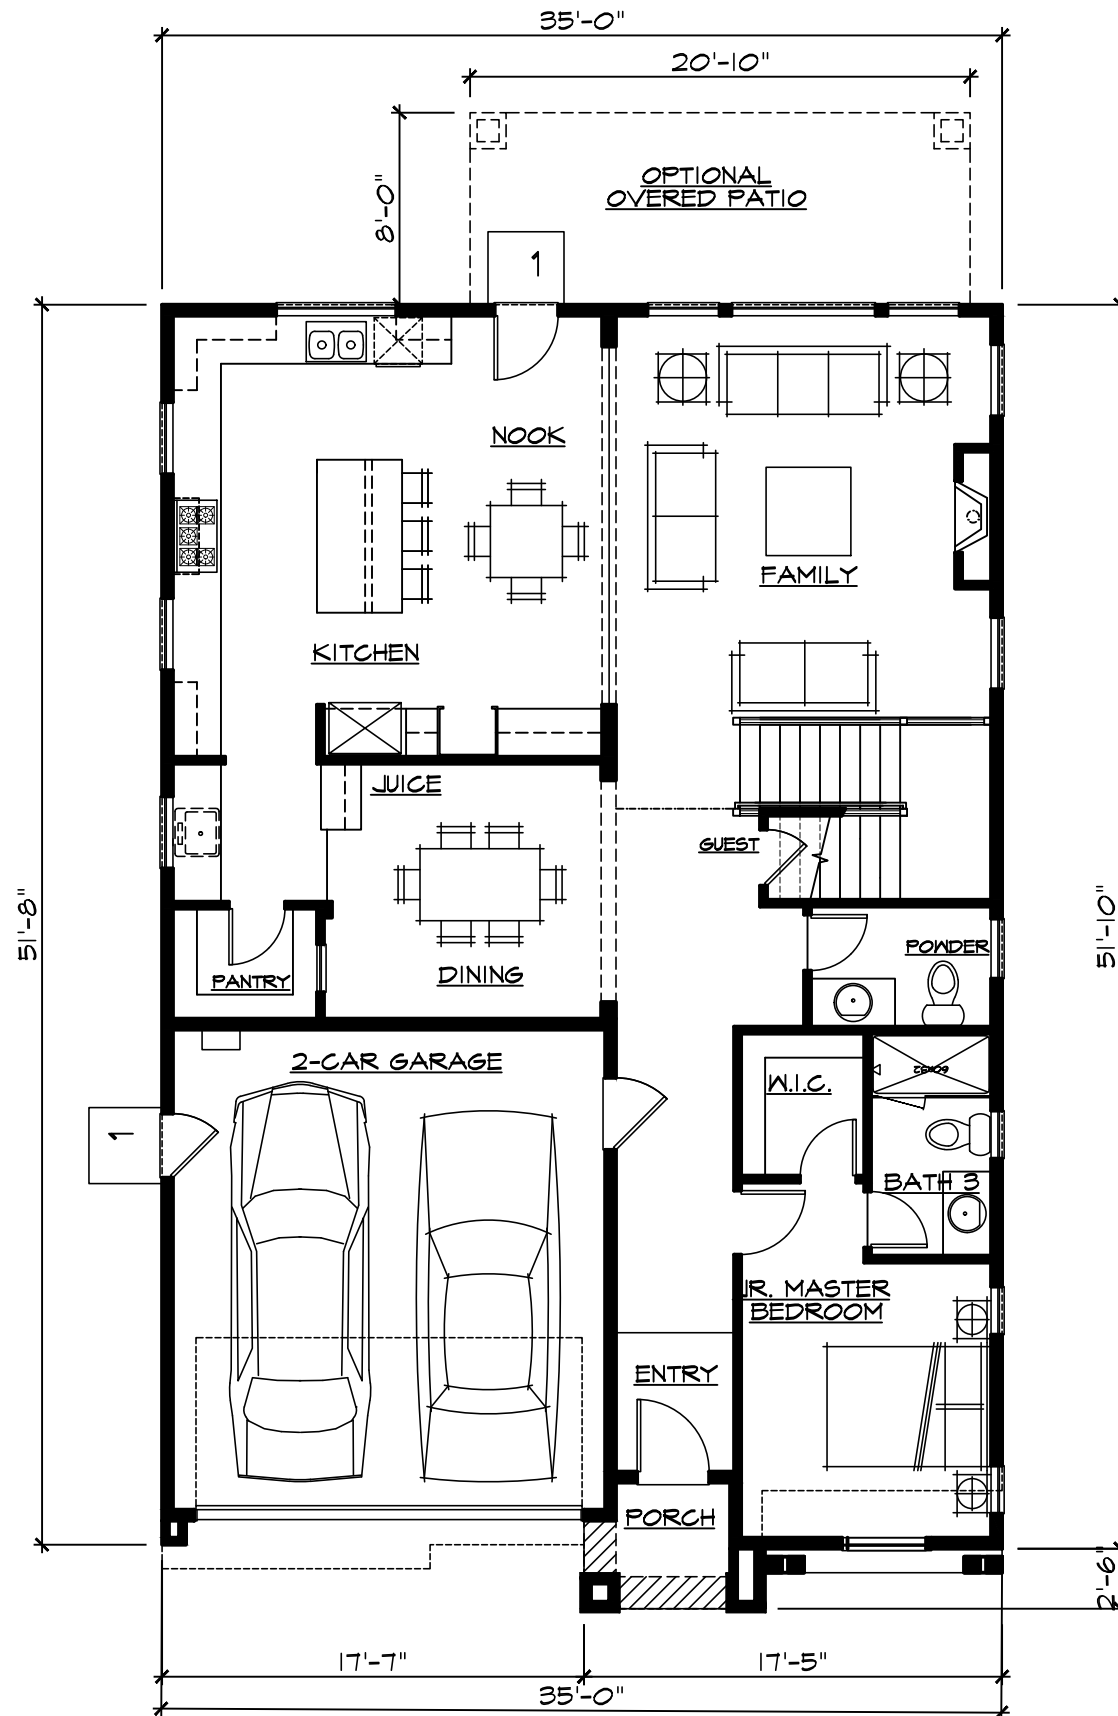 35'-0"
20'-10"
OPTIONAL
OVERED PATIO
8'-0"
1
NOOK
FAMILY
KITCHEN
JUICE
GUEST
51'-8"
51'-10"
POWDER
PANTRY
DINING
2-CAR GARAGE
W.I.C.
1
BATH 3
JR. MASTER
BEDROOM
ENTRY
PORCH
2'-6"
17'-7"
17'-5"
35'-0"